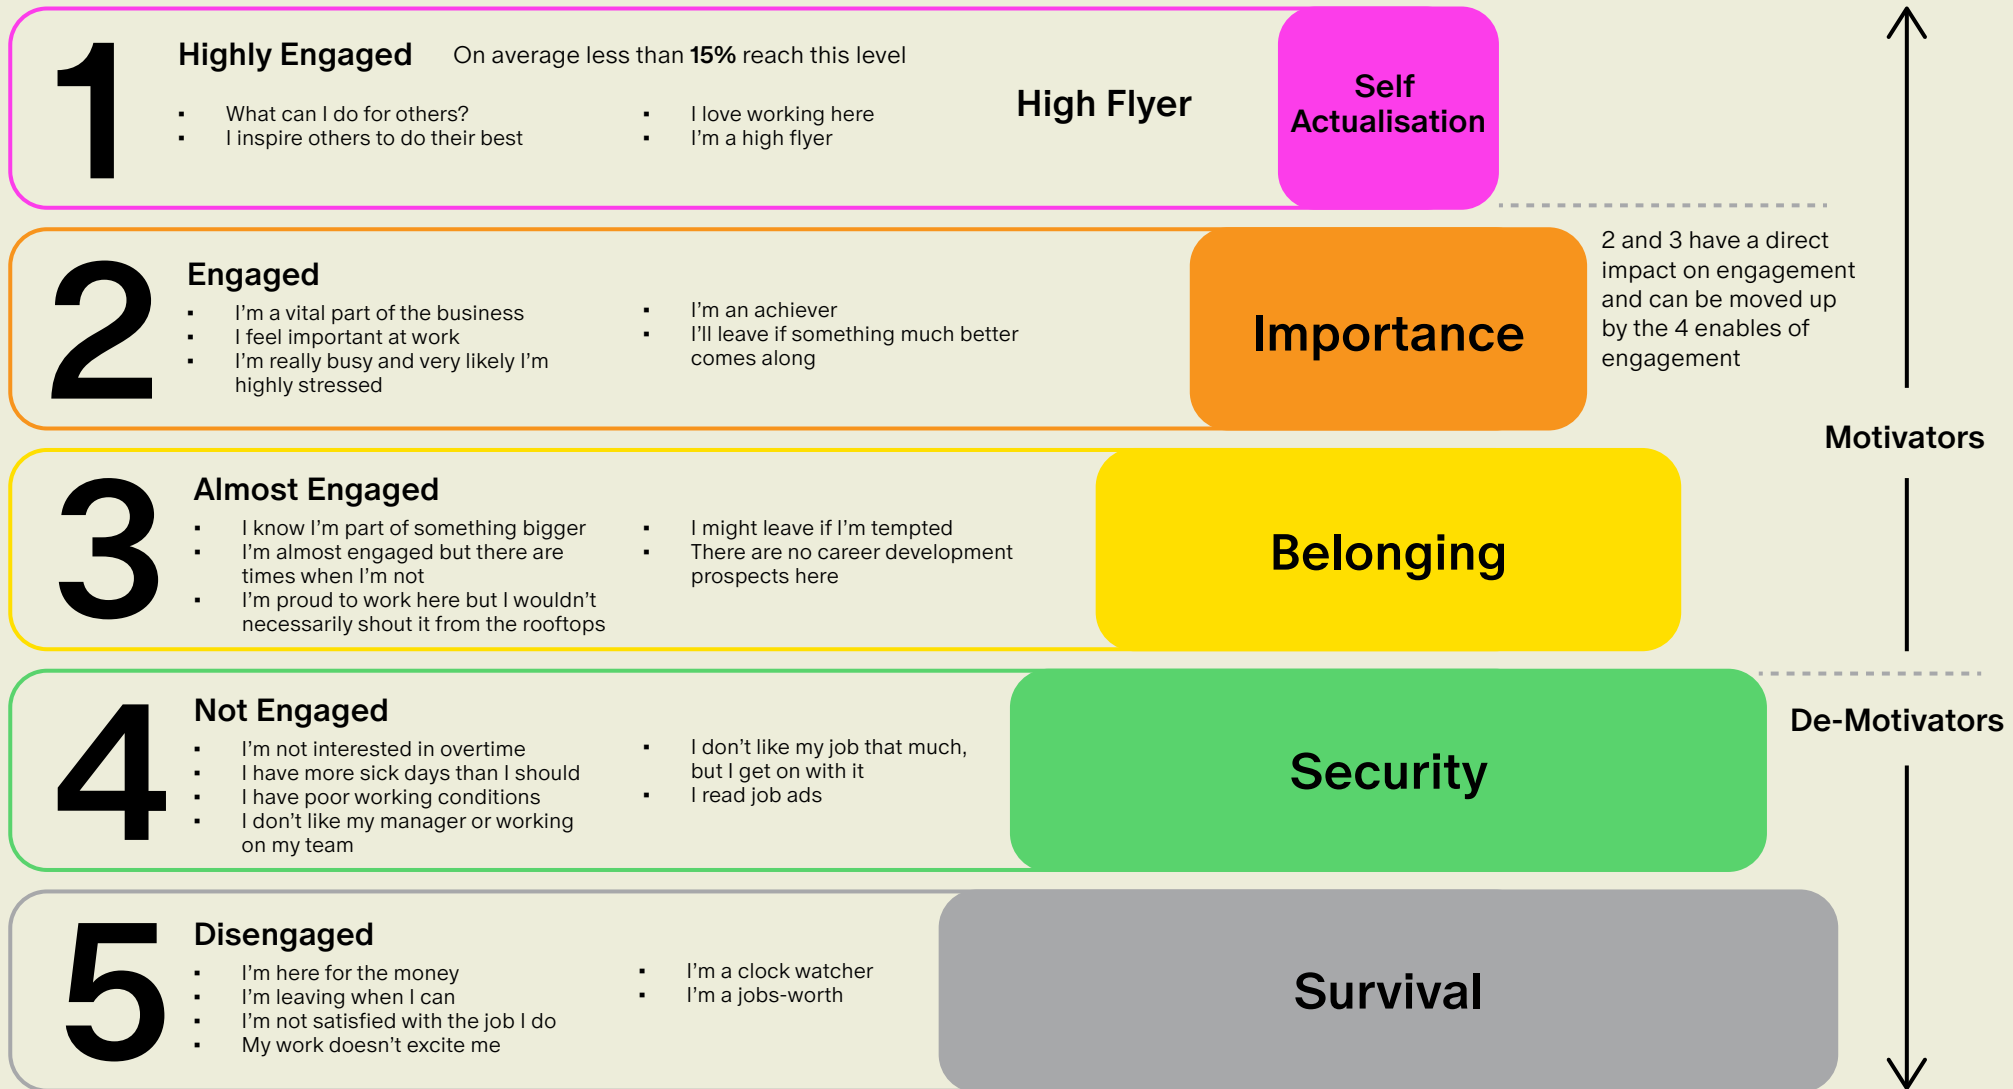 1
Highly Engaged
On average less than 15% reach this level
▪ What can I do for others?
▪ I inspire others to do their best
▪ I love working here
▪ I'm a high flyer
High Flyer
Self
Actualisation
2
Engaged
▪ I'm a vital part of the business
▪ I feel important at work
▪ I'm really busy and very likely I'm
highly stressed
▪ I'm an achiever
▪ I'll leave if something much better
comes along
Importance
2 and 3 have a direct
impact on engagement
and can be moved up
by the 4 enables of
engagement
Motivators
3
Almost Engaged
▪ I know I'm part of something bigger
▪ I'm almost engaged but there are
times when I'm not
▪ I'm proud to work here but I wouldn't
necessarily shout it from the rooftops
▪ I might leave if I'm tempted
▪ There are no career development
prospects here
Belonging
4
Not Engaged
▪ I'm not interested in overtime
▪ I have more sick days than I should
▪ I have poor working conditions
▪ I don't like my manager or working
on my team
▪ I don't like my job that much,
but I get on with it
▪ I read job ads
Security
De-Motivators
5
Disengaged
▪ I'm here for the money
▪ I'm leaving when I can
▪ I'm not satisfied with the job I do
▪ My work doesn't excite me
▪ I'm a clock watcher
▪ I'm a jobs-worth
Survival